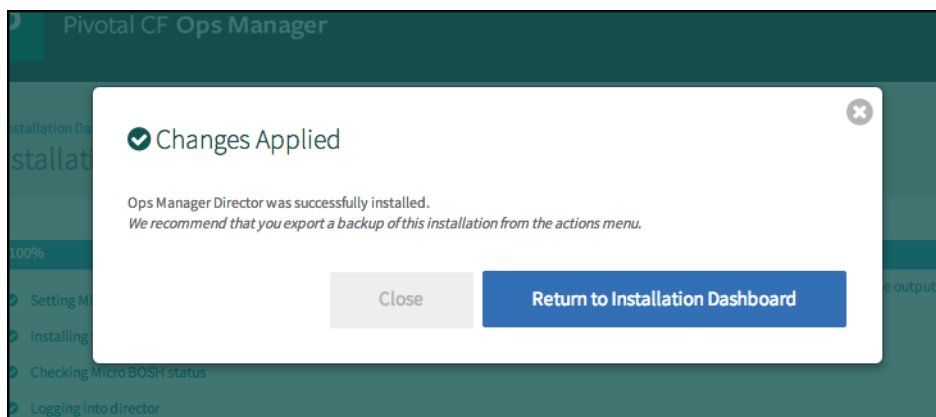 Pivotal CF Ops Manager
nstallation Da
stallati
Changes Applied
Ops Manager Director was successfully installed.
We recommend that you export a backup of this installation from the actions menu.
100%
Close
Return to Installation Dashboard
e output
Setting Mi
Installing
Checking Micro BOSH status
Logging into director